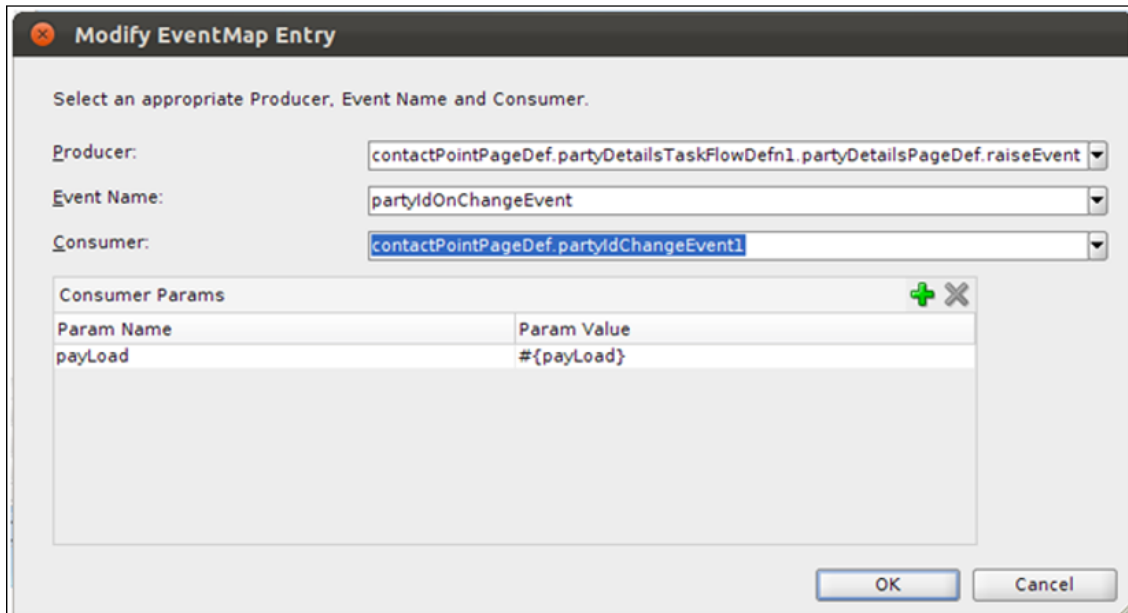 Modify EventMap Entry
Select an appropriate Producer, Event Name and Consumer.
Producer: contactPointPageDef.partyDetailsTaskFlowDefn1.partyDetailsPageDef.raiseEvent
Event Name: partyIdOnChangeEvent
Consumer: contactPointPageDef.partyIdChangeEvent1
Consumer Params
Param Name Param Value
payLoad #{payLoad}
OK Cancel